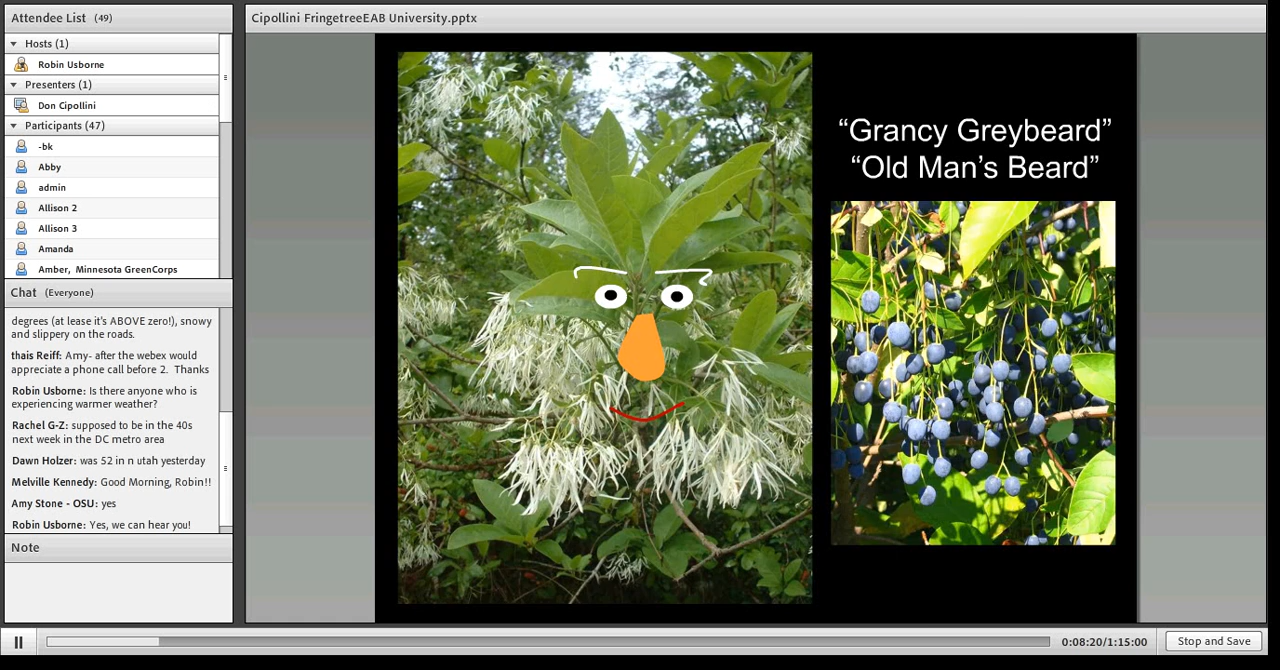 Attendee List (49)
Hosts (1)
Robin Usborne
Presenters (1)
Don Cipollini
Participants (47)
-bk
Abby
admin
Allison 2
Allison 3
Amanda
Amber, Minnesota GreenCorps
Chat (Everyone)
degrees (at lease it's ABOVE zero!), snowy
and slippery on the roads.
thais Reiff: Amy- after the webex would
appreciate a phone call before 2. Thanks
Robin Usborne: Is there anyone who is
experiencing warmer weather?
Rachel G-Z: supposed to be in the 40s
next week in the DC metro area
Dawn Holzer: was 52 in n utah yesterday
Melville Kennedy: Good Morning, Robin!!
Amy Stone - OSU: yes
Robin Usborne: Yes, we can hear you!
Note
Cipollini FringetreeEAB University.pptx
“Grancy Greybeard”
“Old Man’s Beard”
0:08:20/1:15:00
Stop and Save